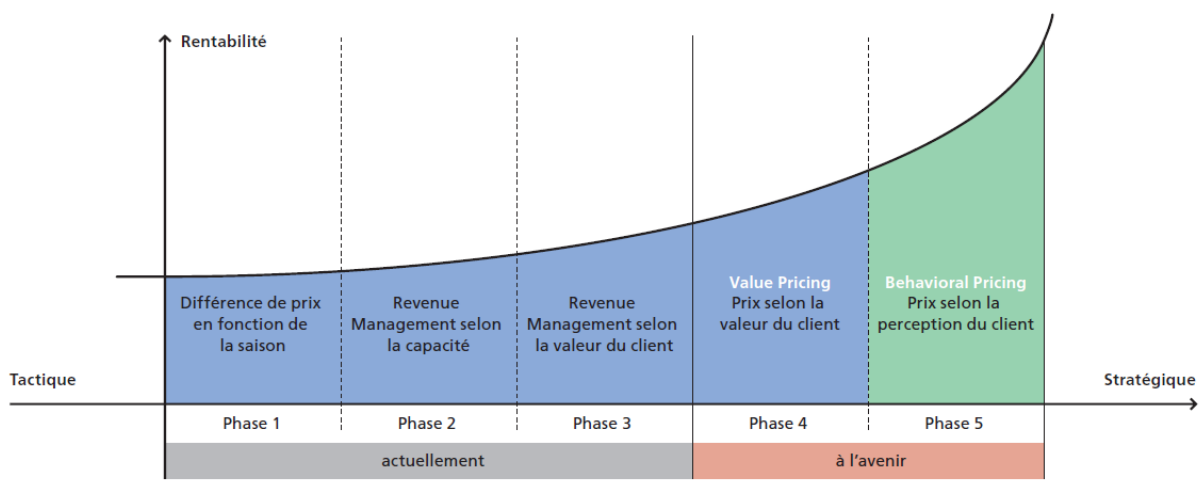 Rentabilité
Différence de prix
en fonction de
la saison
Revenue
Management selon
la capacité
Revenue
Management selon
la valeur du client
Value Pricing
Prix selon la
valeur du client
Behavioral Pricing
Prix selon la
perception du client
Tactique
Stratégique
Phase 1
Phase 2
Phase 3
Phase 4
Phase 5
actuellement
à l’avenir